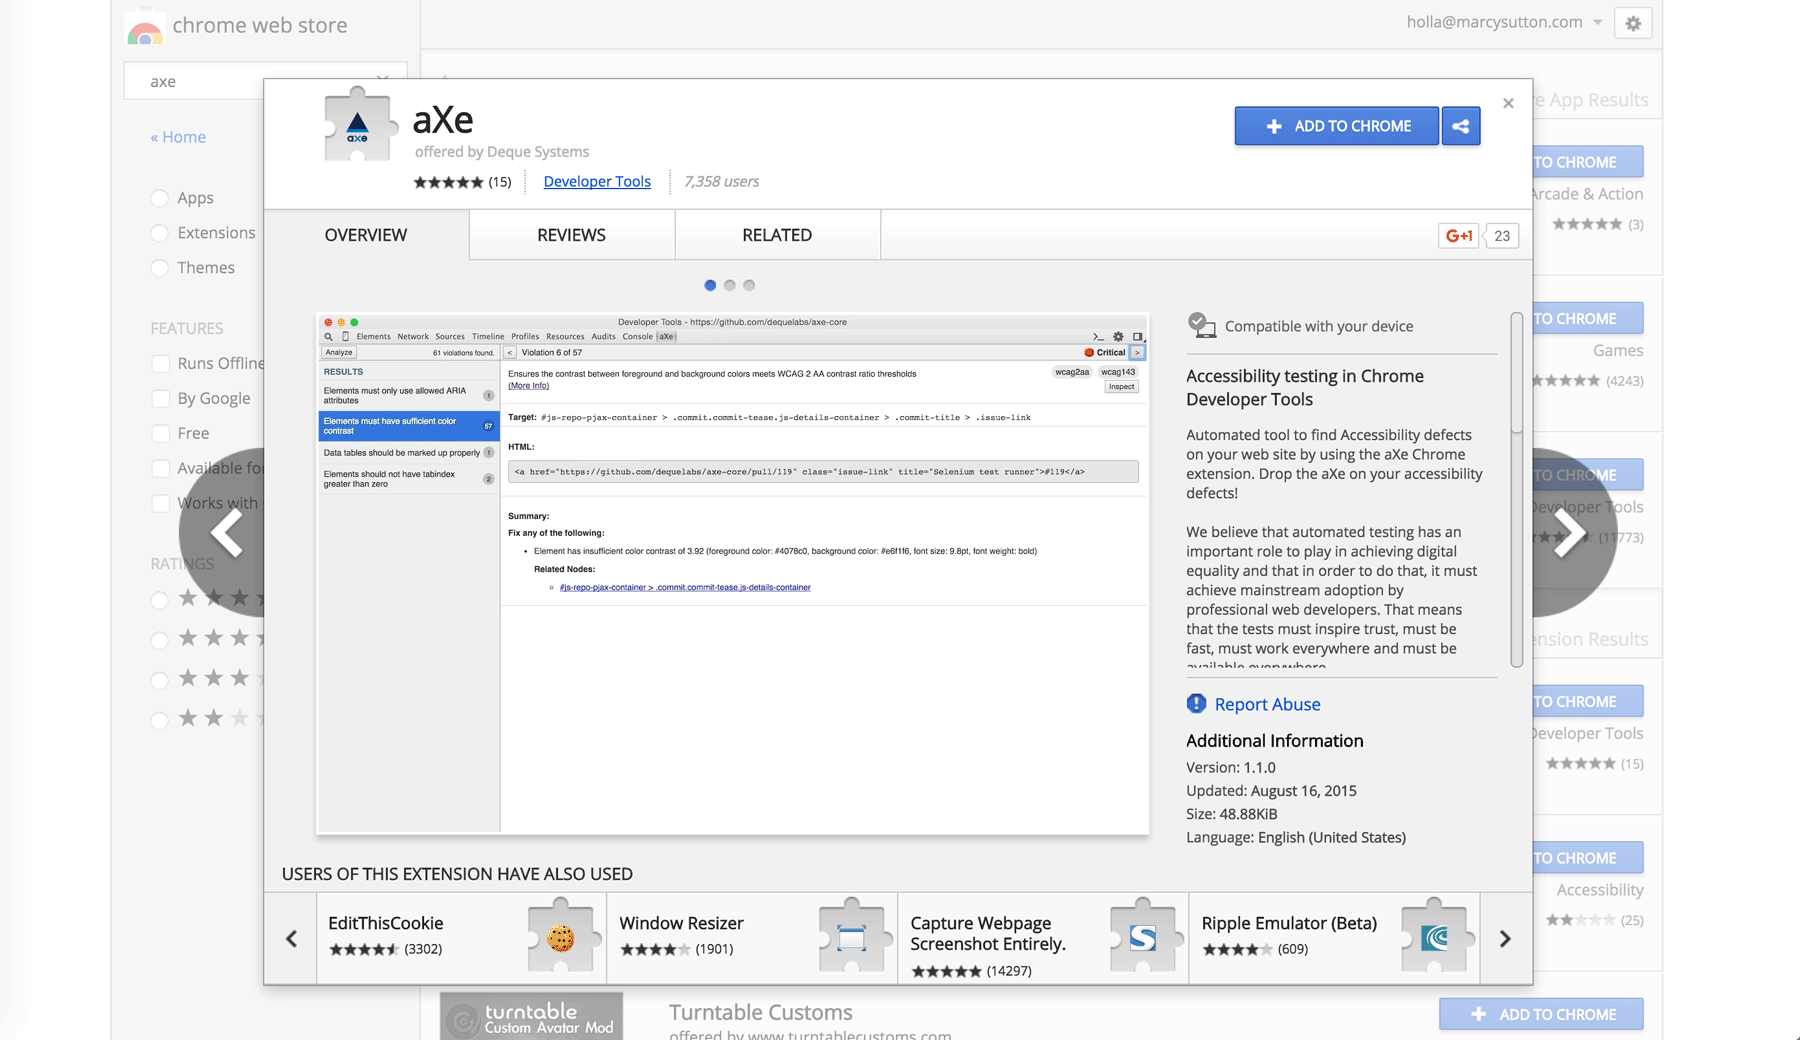 chrome web store
holla@marcysutton.com
axe
« Home
Apps
Extensions
Themes
FEATURES
Runs Offline
By Google
Free
Available for
Works with
RATINGS
aXe
aXe
offered by Deque Systems
(15)
Developer Tools
7,358 users
ADD TO CHROME
OVERVIEW
REVIEWS
RELATED
G+1
23
Developer Tools - https://github.com/dequelabs/axe-core
Elements Network Sources Timeline Profiles Resources Audits Console aXe
Analyze
61 violations found.
< Violation 6 of 57
Critical >
RESULTS
Elements must only use allowed ARIA
attributes
1
Elements must have sufficient color
contrast
57
Data tables should be marked up properly
1
Elements should not have tabindex
greater than zero
2
Ensures the contrast between foreground and background colors meets WCAG 2 AA contrast ratio thresholds
(More Info)
wcag2aa wcag143
Inspect
Target: #js-repo-pjax-container > .commit.commit-tease.js-details-container > .commit-title > .issue-link
HTML:
<a href="https://github.com/dequelabs/axe-core/pull/119" class="issue-link" title="Selenium test runner">#119</a>
Summary:
Fix any of the following:
• Element has insufficient color contrast of 3.92 (foreground color: #4078c0, background color: #e6f1f6, font size: 9.8pt, font weight: bold)
Related Nodes:
#js-repo-pjax-container > .commit.commit-tease.js-details-container
Compatible with your device
Accessibility testing in Chrome
Developer Tools
Automated tool to find Accessibility defects
on your web site by using the aXe Chrome
extension. Drop the aXe on your accessibility
defects!
We believe that automated testing has an
important role to play in achieving digital
equality and that in order to do that, it must
achieve mainstream adoption by
professional web developers. That means
that the tests must inspire trust, must be
fast, must work everywhere and must be
available everywhere
Report Abuse
Additional Information
Version: 1.1.0
Updated: August 16, 2015
Size: 48.88KiB
Language: English (United States)
USERS OF THIS EXTENSION HAVE ALSO USED
EditThisCookie
(3302)
Window Resizer
(1901)
Capture Webpage
Screenshot Entirely.
(14297)
Ripple Emulator (Beta)
(609)
App Results
TO CHROME
Arcade & Action
(3)
TO CHROME
Games
(4243)
TO CHROME
Developer Tools
(11773)
Results
TO CHROME
Developer Tools
(15)
TO CHROME
Accessibility
(25)
turntable
Custom Avatar Mod
Turntable Customs
offered by www.turntablecustoms.com
ADD TO CHROME